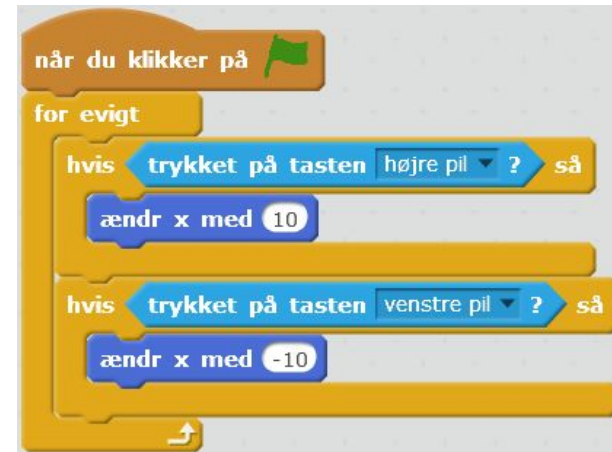 når du klikker på
for evigt
hvis trykket på tasten højre pil ? så
ændr x med 10
hvis trykket på tasten venstre pil ? så
ændr x med -10